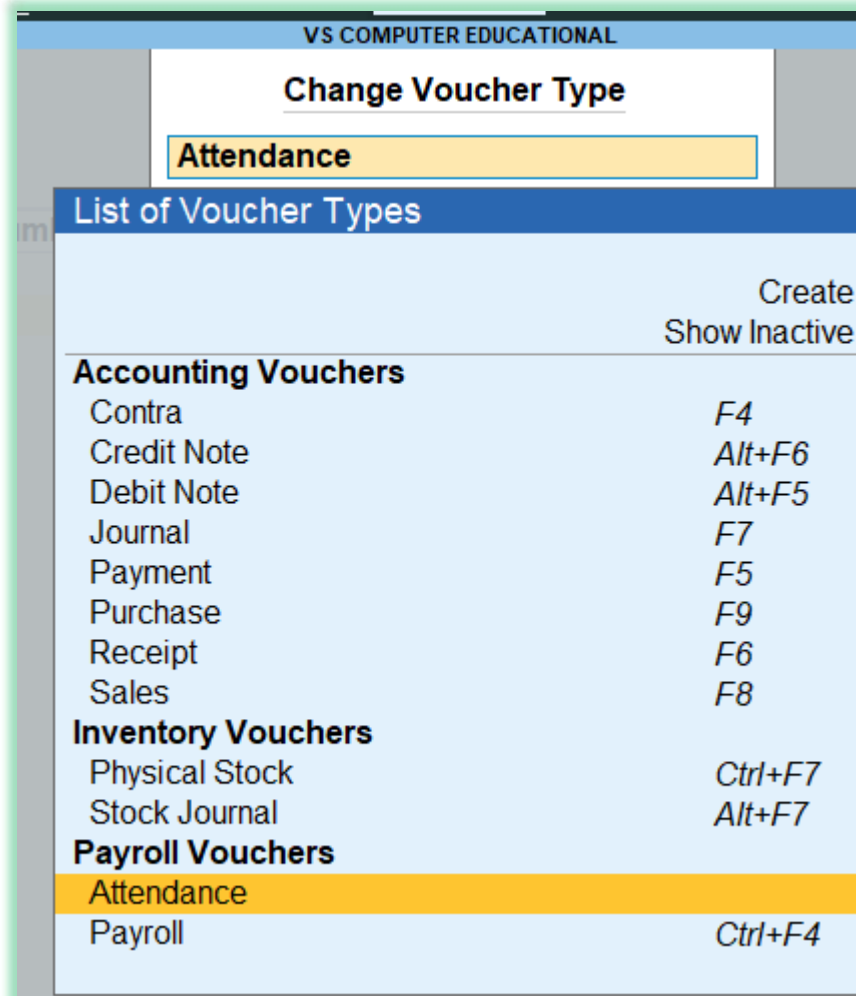 VS COMPUTER EDUCATIONAL
Change Voucher Type
Attendance
List of Voucher Types
Create
Show Inactive
Accounting Vouchers
Contra F4
Credit Note Alt+F6
Debit Note Alt+F5
Journal F7
Payment F5
Purchase F9
Receipt F6
Sales F8
Inventory Vouchers
Physical Stock Ctrl+F7
Stock Journal Alt+F7
Payroll Vouchers
Attendance
Payroll Ctrl+F4